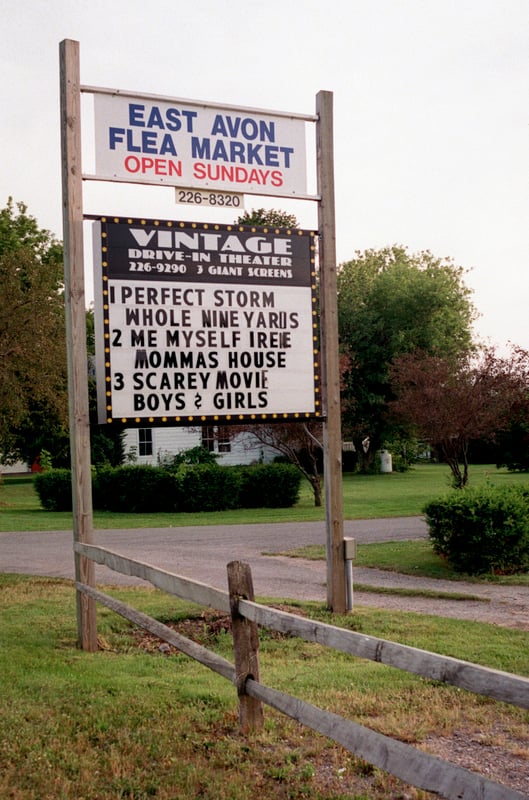 EAST AVON
FLEA MARKET
OPEN SUNDAYS
226-8320
VINTAGE
DRIVE-IN THEATER
226-9290 3 GIANT SCREENS
1 PERFECT STORM
WHOLE NINE YARDS
2 ME MYSELF IREIE
MOMMAS HOUSE
3 SCAREY MOVIE
BOYS & GIRLS